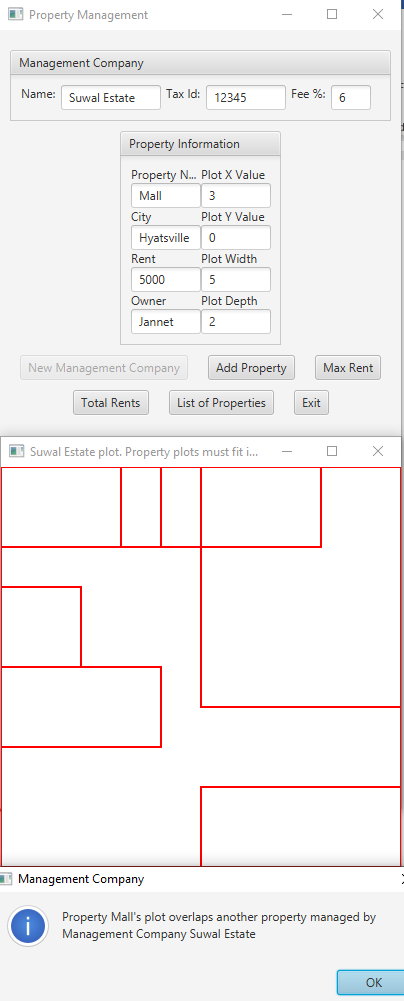 Property Management
Management Company
Name: Suwal Estate Tax Id: 12345 Fee %: 6
Property Information
Property N... Plot X Value
Mall 3
City Plot Y Value
Hyatsville 0
Rent Plot Width
5000 5
Owner Plot Depth
Jannet 2
New Management Company Add Property Max Rent
Total Rents List of Properties Exit
Suwal Estate plot. Property plots must fit i...
Management Company
Property Mall's plot overlaps another property managed by
Management Company Suwal Estate
OK